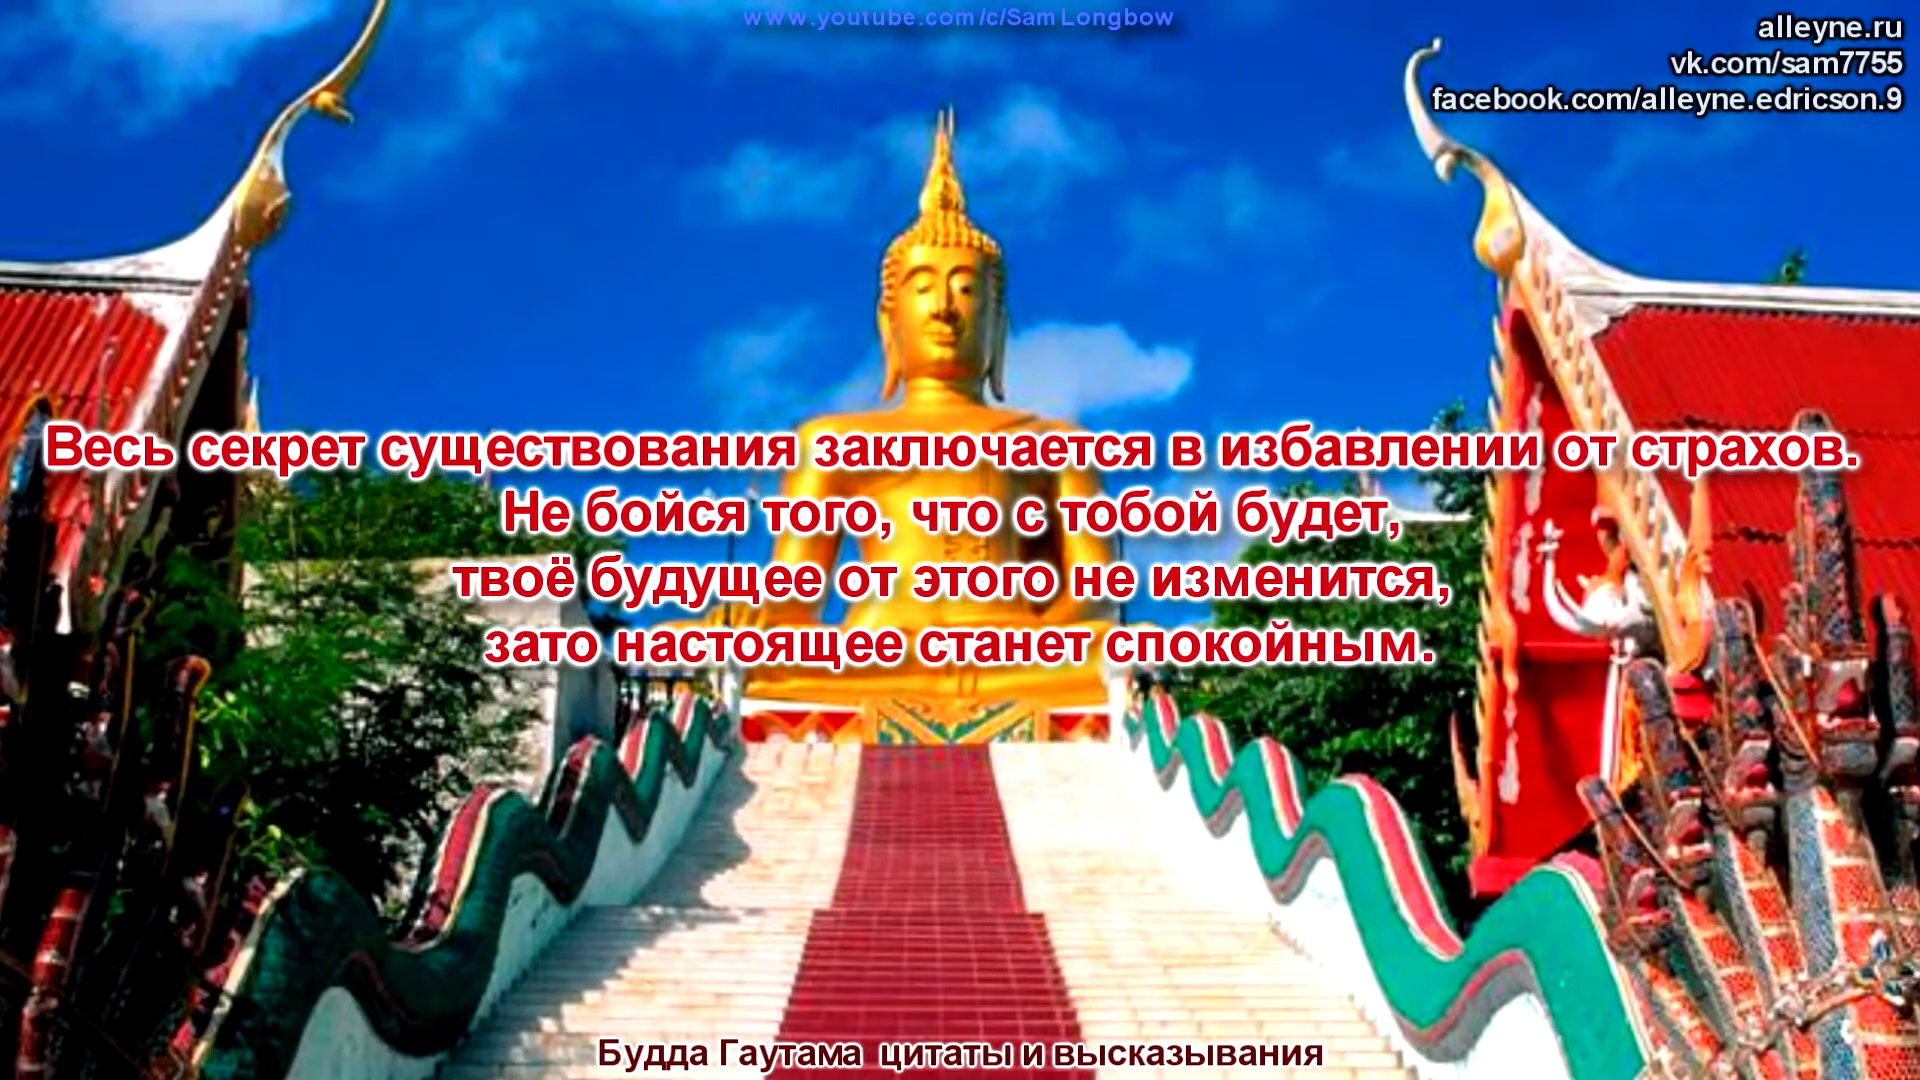 www.youtube.com/c/Sam Longbow
alleyne.ru
vk.com/sam7755
facebook.com/alleyne.edricson.9
Весь секрет существования заключается в избавлении от страхов.
Не бойся того, что с тобой будет,
твоё будущее от этого не изменится,
зато настоящее станет спокойным.
Будда Гаутама цитаты и высказывания